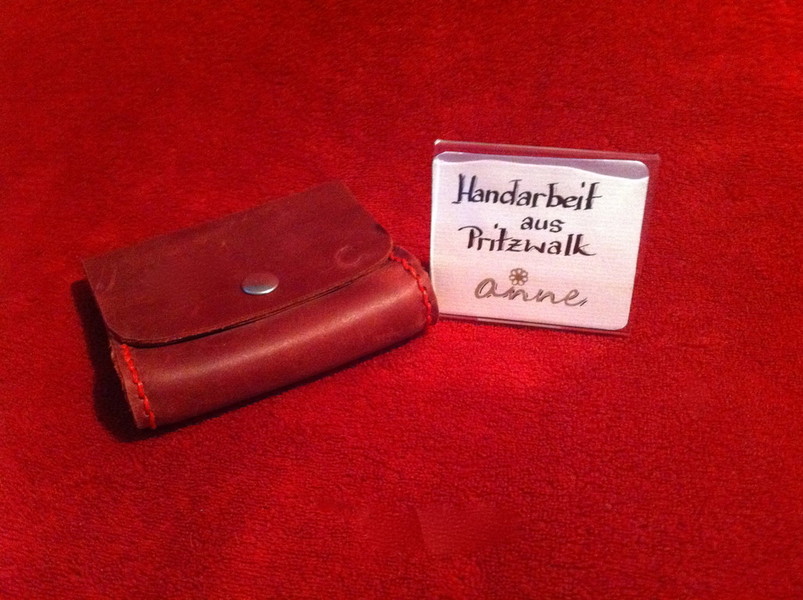 Handarbeit
aus
Pritzwalk
anne